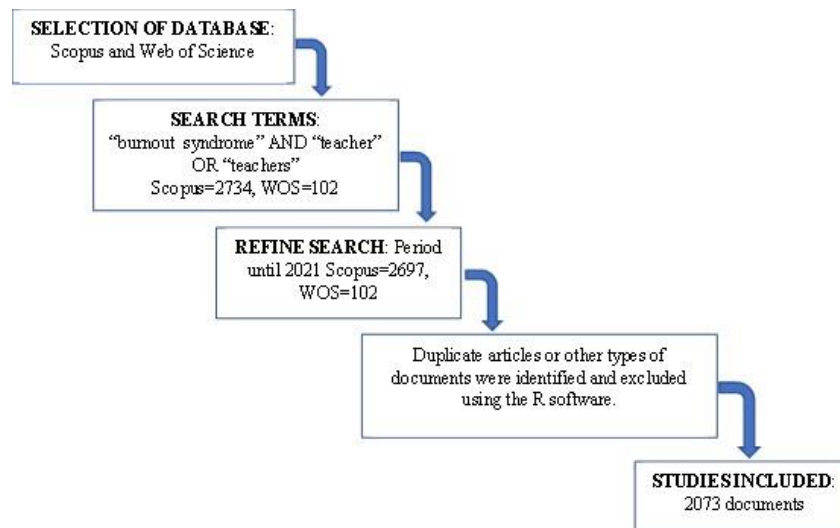 SELECTION OF DATABASE:
Scopus and Web of Science
SEARCH TERMS:
“burnout syndrome” AND “teacher”
OR “teachers”
Scopus=2734, WOS=102
REFINE SEARCH: Period
until 2021 Scopus=2697,
WOS=102
Duplicate articles or other types of
documents were identified and excluded
using the R software.
STUDIES INCLUDED:
2073 documents